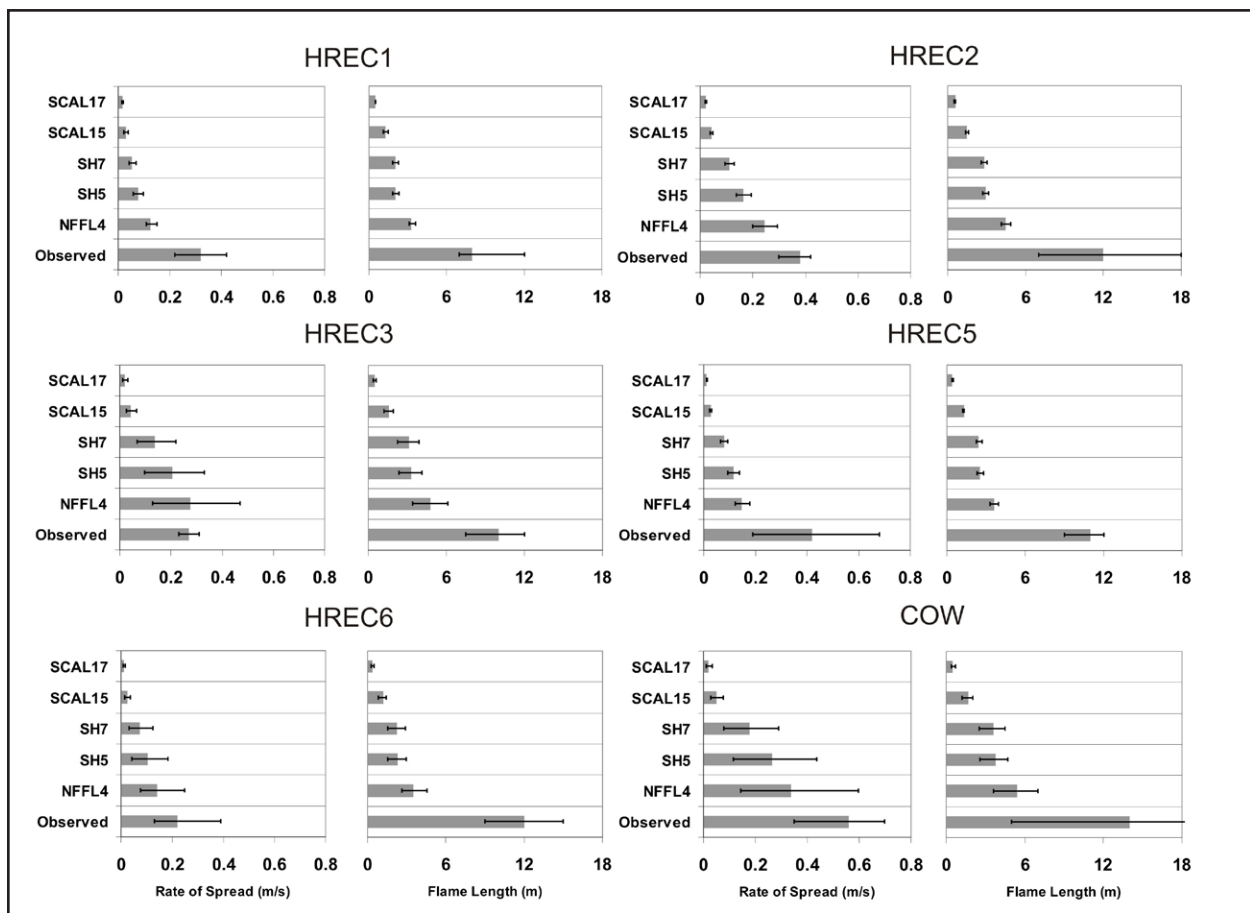 HREC1
SCAL17
SCAL15
SH7
SH5
NFFL4
Observed
0 0.2 0.4 0.6 0.8
0 6 12 18
HREC2
SCAL17
SCAL15
SH7
SH5
NFFL4
Observed
0 0.2 0.4 0.6 0.8
0 6 12 18
HREC3
SCAL17
SCAL15
SH7
SH5
NFFL4
Observed
0 0.2 0.4 0.6 0.8
0 6 12 18
HREC5
SCAL17
SCAL15
SH7
SH5
NFFL4
Observed
0 0.2 0.4 0.6 0.8
0 6 12 18
HREC6
SCAL17
SCAL15
SH7
SH5
NFFL4
Observed
0 0.2 0.4 0.6 0.8
Rate of Spread (m/s)
0 6 12 18
Flame Length (m)
COW
SCAL17
SCAL15
SH7
SH5
NFFL4
Observed
0 0.2 0.4 0.6 0.8
Rate of Spread (m/s)
0 6 12 18
Flame Length (m)